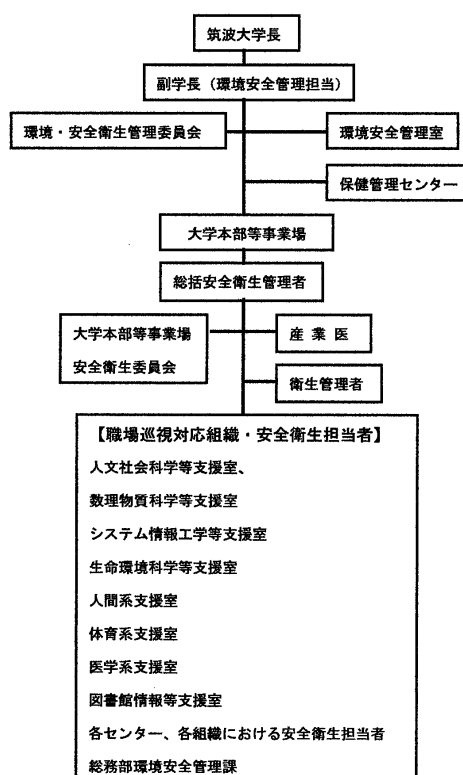 筑波大学長
副学長（環境安全管理担当）
環境・安全衛生管理委員会
環境安全管理室
保健管理センター
大学本部等事業場
総括安全衛生管理者
大学本部等事業場
安全衛生委員会
産業医
衛生管理者
【職場巡視対応組織・安全衛生担当者】
人文社会科学等支援室、
数理物質科学等支援室
システム情報工学等支援室
生命環境科学等支援室
人間系支援室
体育系支援室
医学系支援室
図書館情報等支援室
各センター、各組織における安全衛生担当者
総務部環境安全管理課